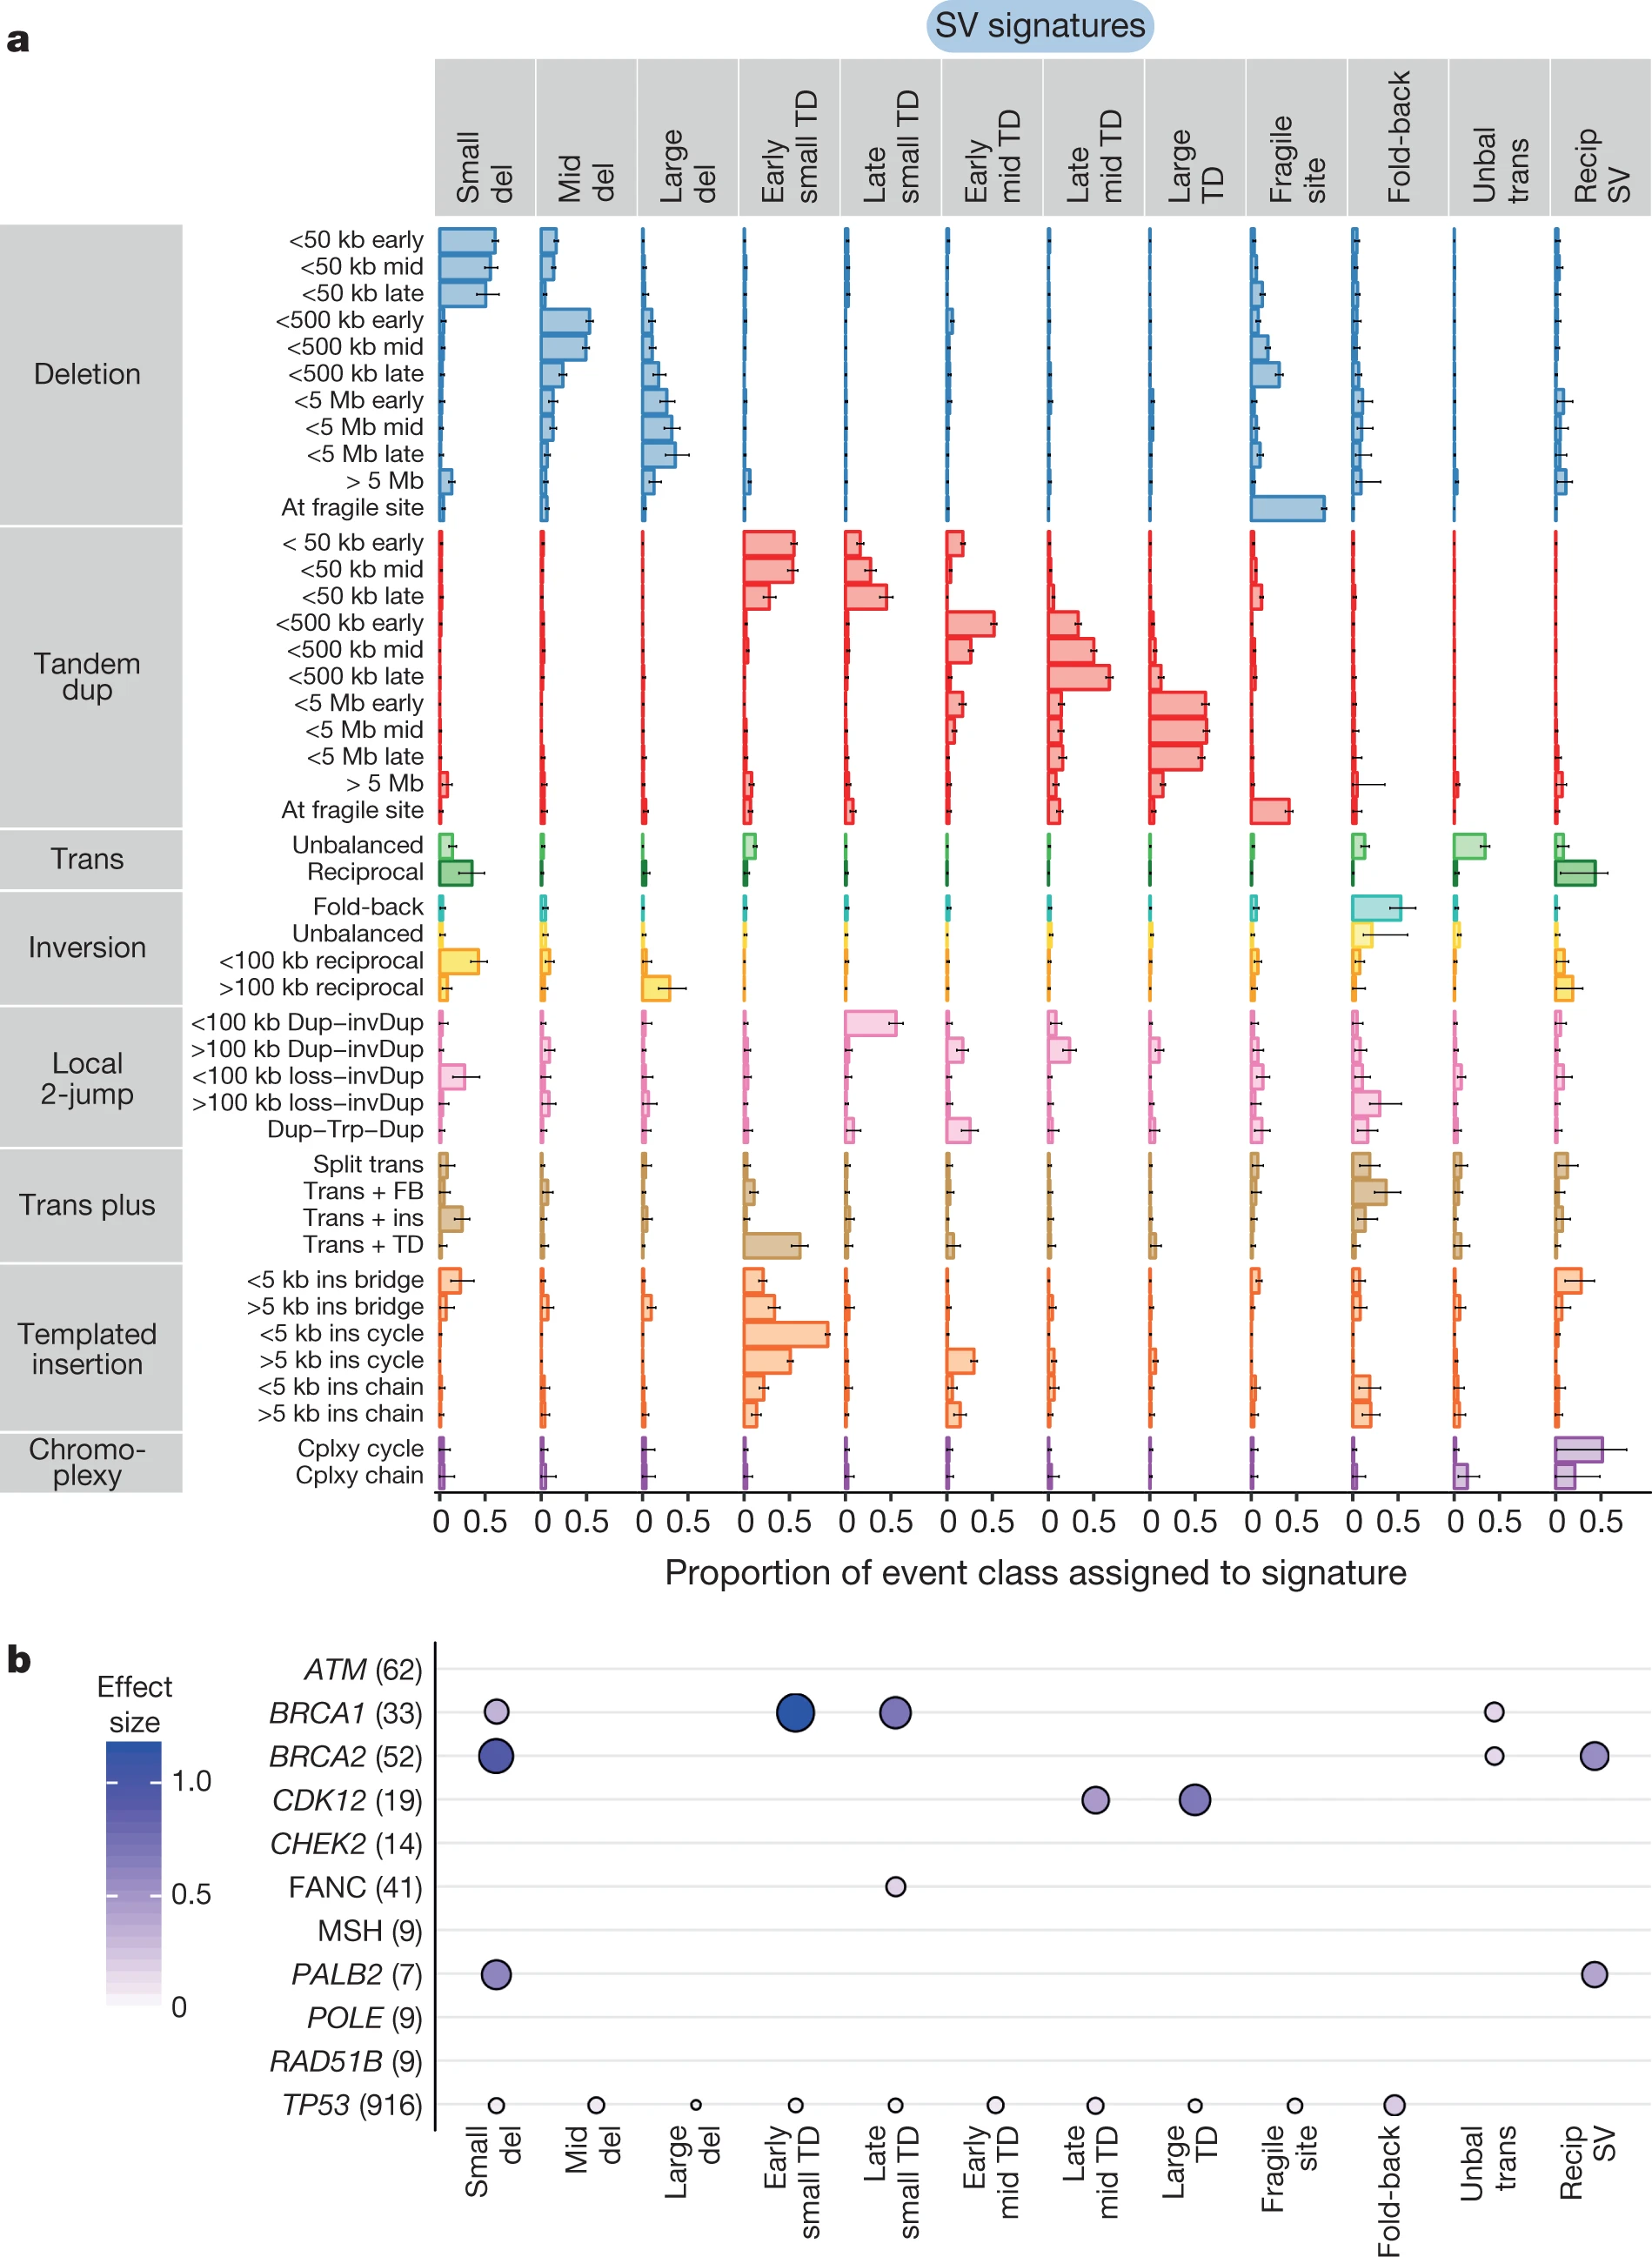 a
SV signatures
Small
del
Mid
del
Large
del
Early
small TD
Late
small TD
Early
mid TD
Late
mid TD
Large
TD
Fragile
site
Fold-back
Unbal
trans
Recip
SV
Deletion
<50 kb early
<50 kb mid
<50 kb late
<500 kb early
<500 kb mid
<500 kb late
<5 Mb early
<5 Mb mid
<5 Mb late
> 5 Mb
At fragile site
Tandem
dup
< 50 kb early
<50 kb mid
<50 kb late
<500 kb early
<500 kb mid
<500 kb late
<5 Mb early
<5 Mb mid
<5 Mb late
> 5 Mb
At fragile site
Trans
Unbalanced
Reciprocal
Inversion
Fold-back
Unbalanced
<100 kb reciprocal
>100 kb reciprocal
Local
2-jump
<100 kb Dup–invDup
>100 kb Dup–invDup
<100 kb loss–invDup
>100 kb loss–invDup
Dup–Trp–Dup
Trans plus
Split trans
Trans + FB
Trans + ins
Trans + TD
Templated
insertion
<5 kb ins bridge
>5 kb ins bridge
<5 kb ins cycle
>5 kb ins cycle
<5 kb ins chain
>5 kb ins chain
Chromo-
plexy
Cplxy cycle
Cplxy chain
0 0.5 0 0.5 0 0.5 0 0.5 0 0.5 0 0.5 0 0.5 0 0.5 0 0.5 0 0.5 0 0.5 0 0.5
Proportion of event class assigned to signature
b
Effect
size
1.0
0.5
0
ATM (62)
BRCA1 (33)
BRCA2 (52)
CDK12 (19)
CHEK2 (14)
FANC (41)
MSH (9)
PALB2 (7)
POLE (9)
RAD51B (9)
TP53 (916)
Small
del
Mid
del
Large
del
Early
small TD
Late
small TD
Early
mid TD
Late
mid TD
Large
TD
Fragile
site
Fold-back
Unbal
trans
Recip
SV